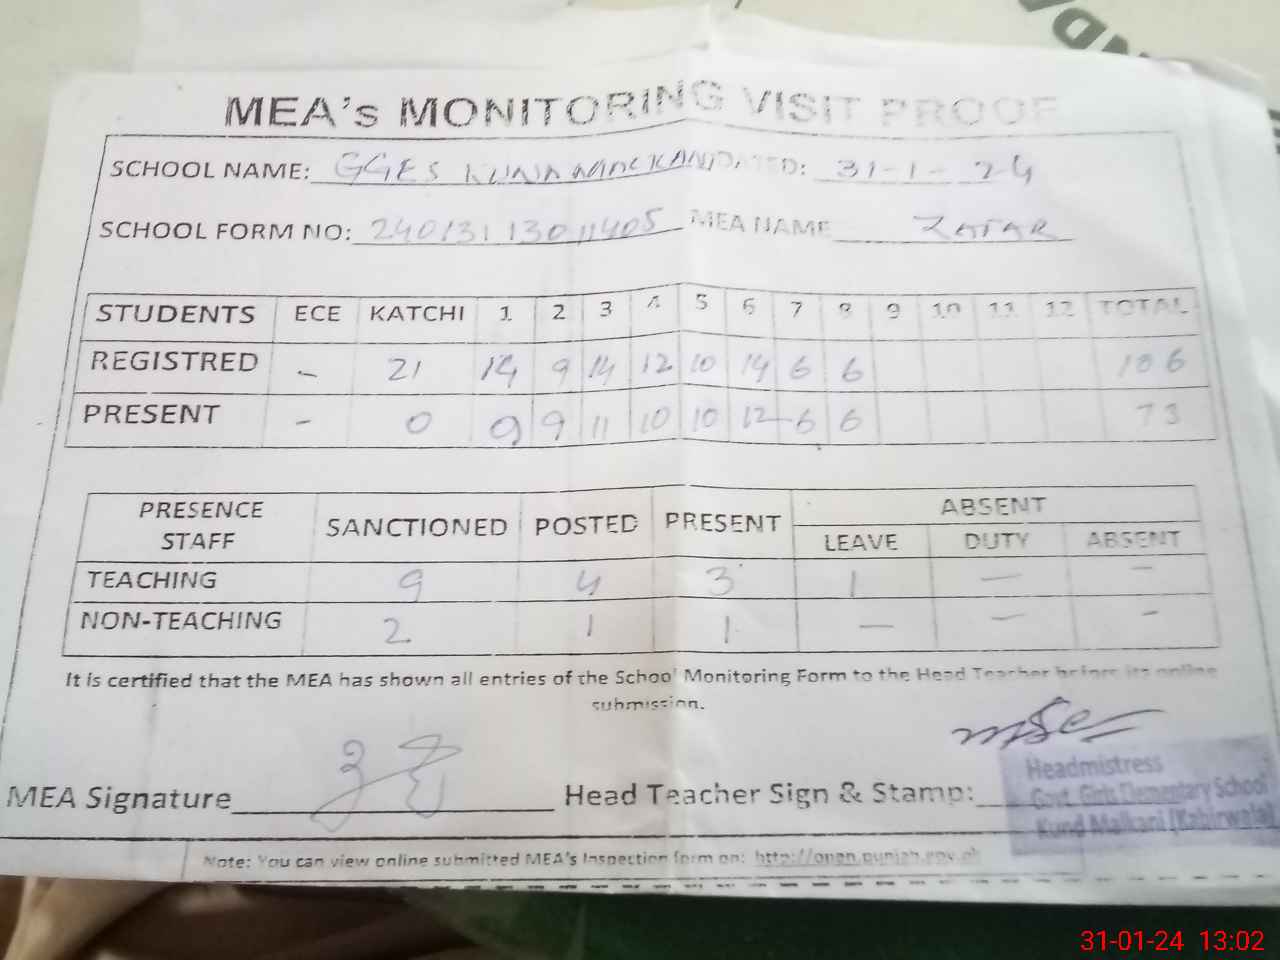 MEA's MONITORING VISIT PROOF
SCHOOL NAME: GGES DATED: 31-1-24
SCHOOL FORM NO: 24013113011405 MEA NAME ZAFAR
STUDENTS ECE KATCHI 1 2 3 4 5 6 7 8 9 10 11 12 TOTAL
REGISTRED - 21 14 9 14 12 10 14 6 6 106
PRESENT - 0 9 9 11 10 10 12 6 6 73
PRESENCE STAFF SANCTIONED POSTED PRESENT ABSENT
LEAVE DUTY ABSENT
TEACHING 9 4 3 1 - -
NON-TEACHING 2 1 1 - - -
It is certified that the MEA has shown all entries of the School Monitoring Form to the Head Teacher before its online
submission.
MEA Signature Head Teacher Sign & Stamp:
Headmistress
Govt. Girls Elementary School
Kund Malkani (Kabirwala)
Note: You can view online submitted MEA's Inspection form on: http://open.punjab.gov.pk
31-01-24 13:02